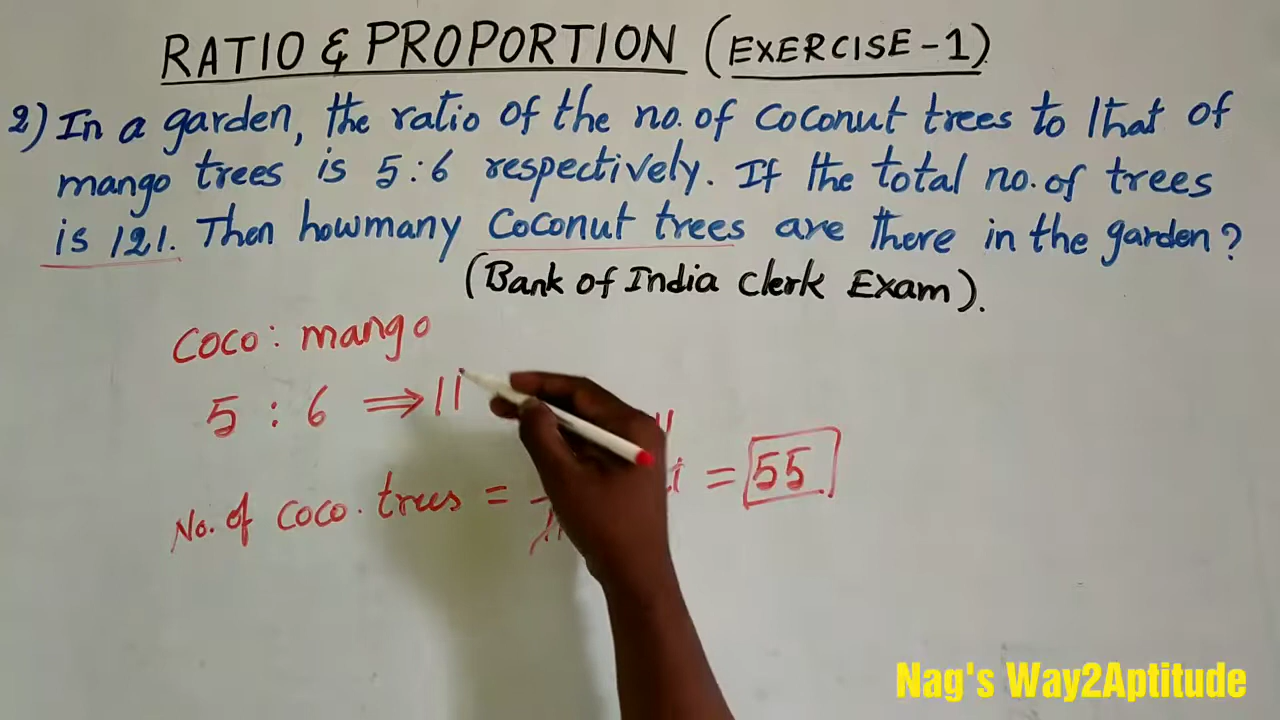 RATIO & PROPORTION (EXERCISE-1)
2) In a garden, the ratio of the no. of coconut trees to that of
mango trees is 5:6 respectively. If the total no. of trees
is 121. Then howmany Coconut trees are there in the garden?
(Bank of India Clerk Exam).
Coco: mango
5 : 6 ⇒ 11
No. of coco. trees = = 55
Nag's Way2Aptitude